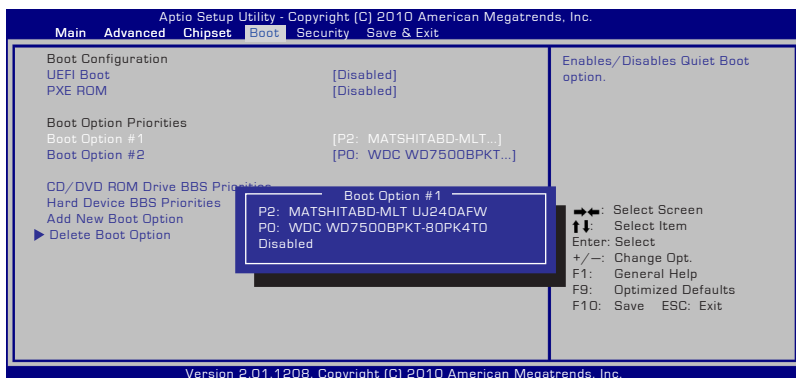 Aptio Setup Utility - Copyright (C) 2010 American Megatrends, Inc.
Main Advanced Chipset Boot Security Save & Exit
Boot Configuration
UEFI Boot [Disabled]
PXE ROM [Disabled]
Boot Option Priorities
Boot Option #1 [P2: MATSHITABD-MLT...]
Boot Option #2 [P0: WDC WD7500BPKT...]
CD/DVD ROM Drive BBS Priorities
Hard Device BBS Priorities
Add New Boot Option
Delete Boot Option
Boot Option #1
P2: MATSHITABD-MLT UJ240AFW
P0: WDC WD7500BPKT-80PK4T0
Disabled
Enables/Disables Quiet Boot
option.
→←: Select Screen
↑↓: Select Item
Enter: Select
+/—: Change Opt.
F1: General Help
F9: Optimized Defaults
F10: Save ESC: Exit
Version 2.01.1208. Copyright (C) 2010 American Megatrends, Inc.